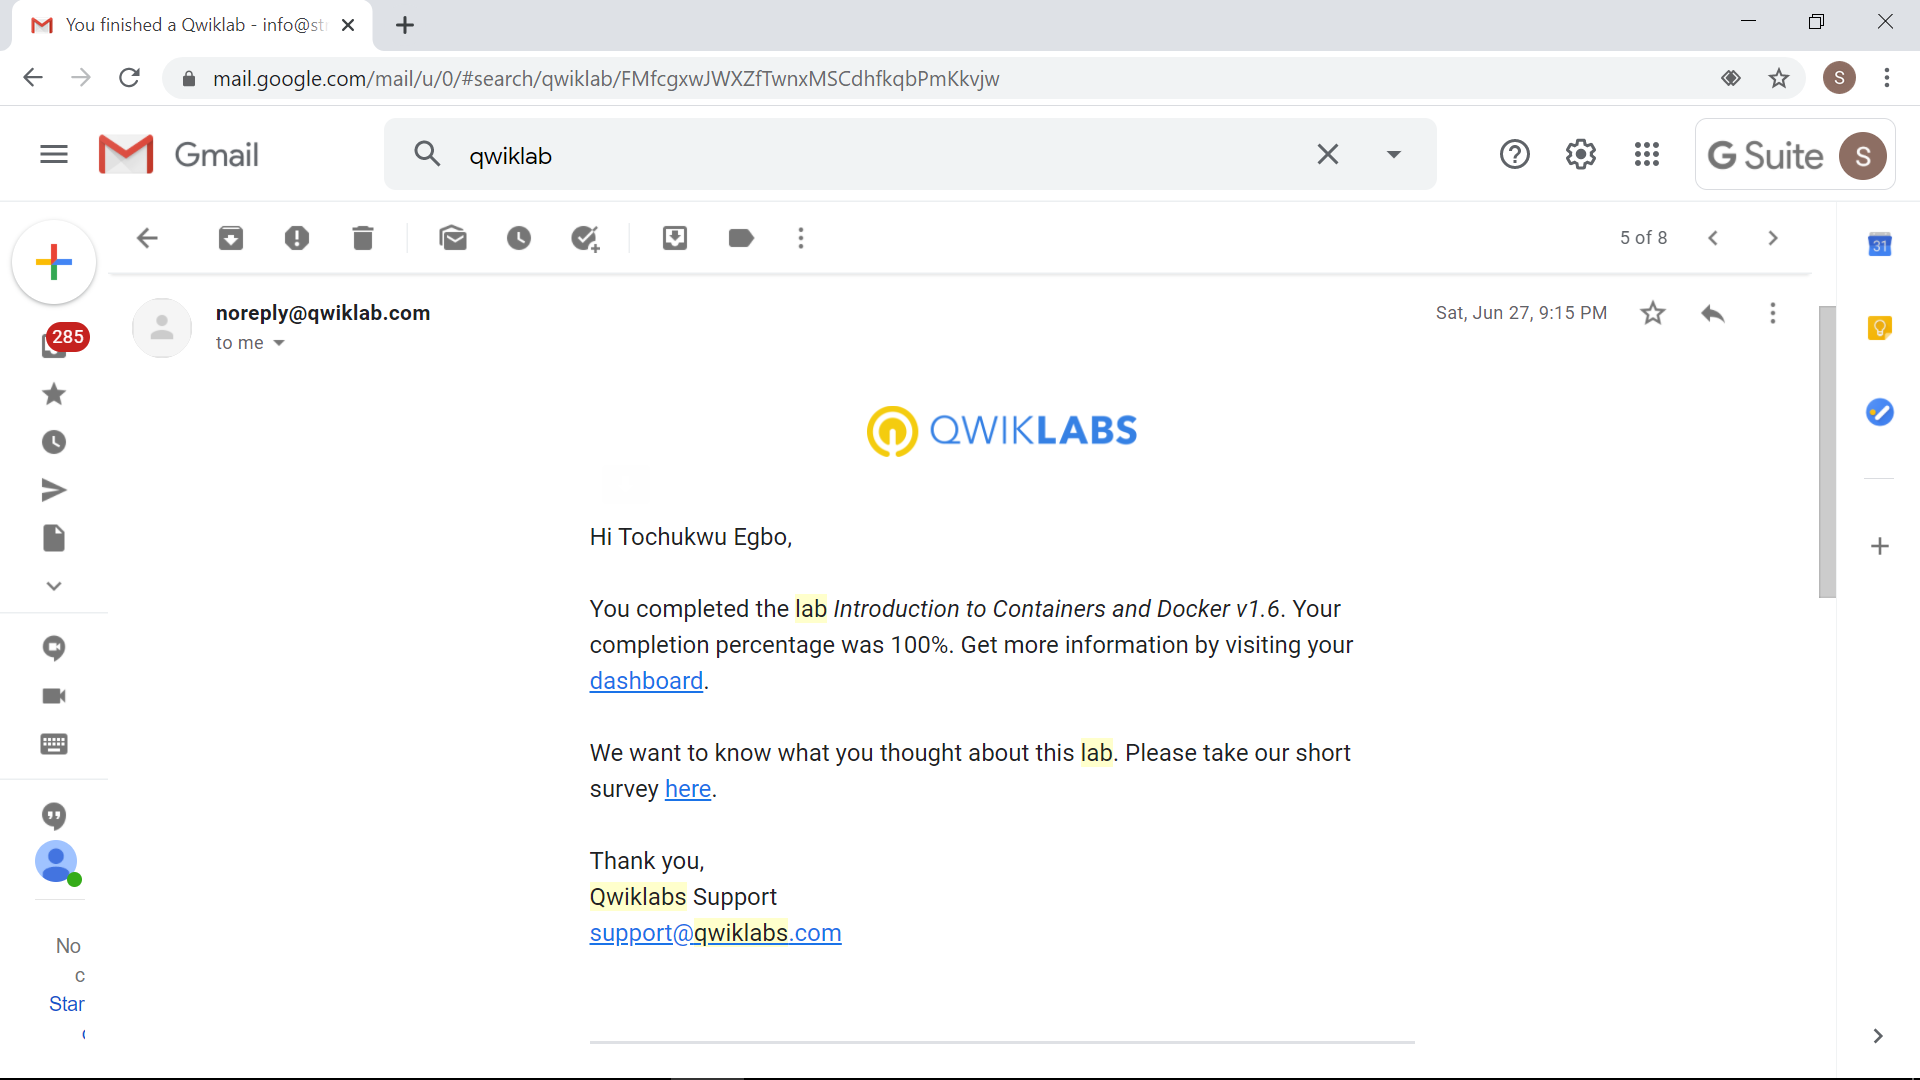 You finished a Qwiklab - info@st
mail.google.com/mail/u/0/#search/qwiklab/FMfcgxwJWXZfTwnxMSCdhfkqbPmKkvjw
S
Gmail
qwiklab
G Suite
S
5 of 8
31
285
noreply@qwiklab.com
Sat, Jun 27, 9:15 PM
to me
QWIKLABS
Hi Tochukwu Egbo,
You completed the lab Introduction to Containers and Docker v1.6. Your
completion percentage was 100%. Get more information by visiting your
dashboard.
We want to know what you thought about this lab. Please take our short
survey here.
Thank you,
Qwiklabs Support
support@qwiklabs.com
No
c
Star